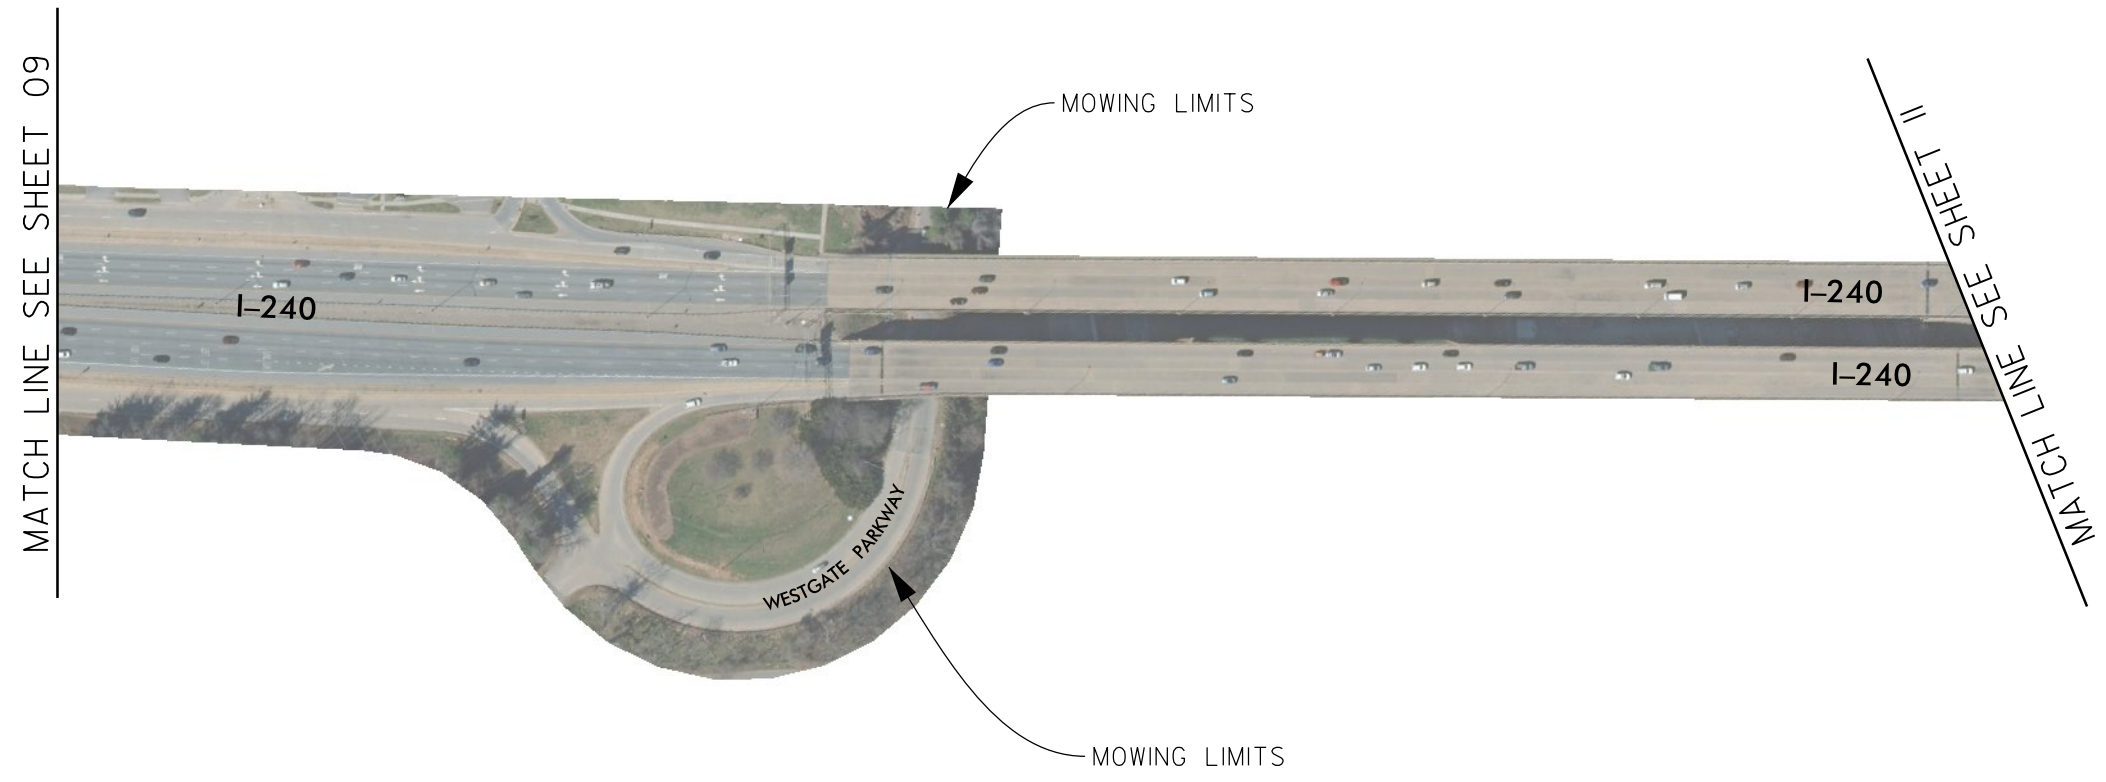 MATCH LINE SEE SHEET 09
MOWING LIMITS
MATCH LINE SEE SHEET 11
I-240
I-240
I-240
WESTGATE PARKWAY
MOWING LIMITS